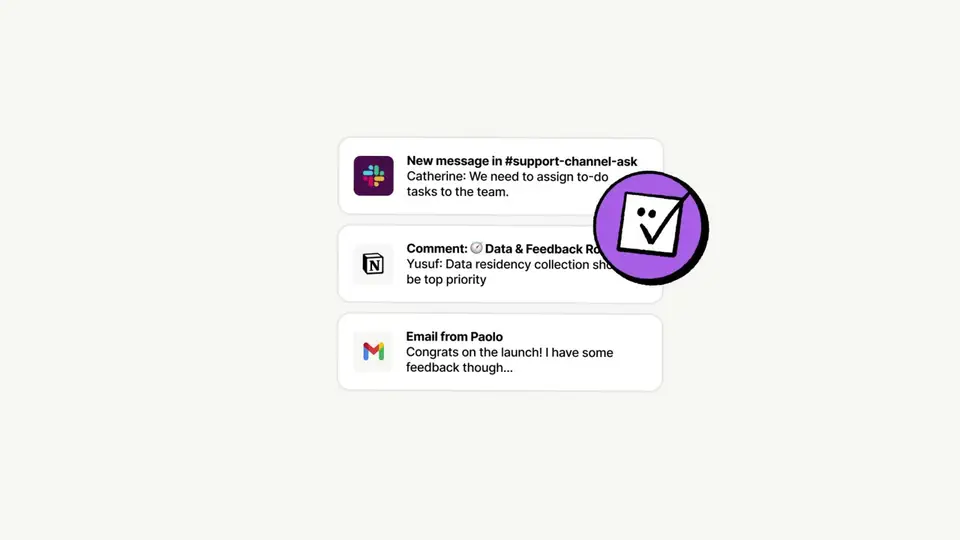 New message in #support-channel-ask
Catherine: We need to assign to-do
tasks to the team.
Comment: Data & Feedback
Yusuf: Data residency collection
be top priority
N
Email from Paolo
Congrats on the launch! I have some
feedback though...